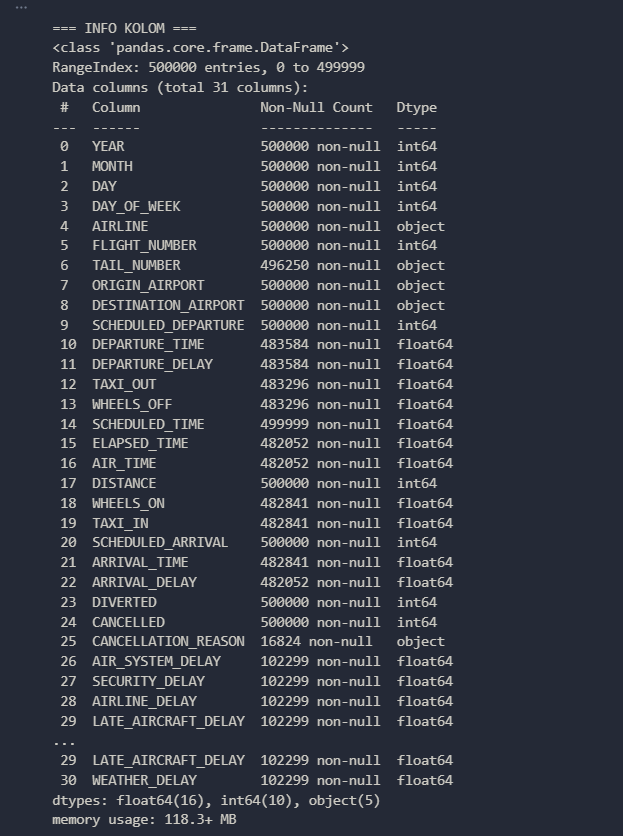 ...
=== INFO KOLOM ===
<class 'pandas.core.frame.DataFrame'>
RangeIndex: 500000 entries, 0 to 499999
Data columns (total 31 columns):
 #   Column               Non-Null Count   Dtype
---  ------               --------------   -----
 0   YEAR                 500000 non-null  int64
 1   MONTH                500000 non-null  int64
 2   DAY                  500000 non-null  int64
 3   DAY_OF_WEEK          500000 non-null  int64
 4   AIRLINE              500000 non-null  object
 5   FLIGHT_NUMBER        500000 non-null  int64
 6   TAIL_NUMBER          496250 non-null  object
 7   ORIGIN_AIRPORT       500000 non-null  object
 8   DESTINATION_AIRPORT  500000 non-null  object
 9   SCHEDULED_DEPARTURE  500000 non-null  int64
 10  DEPARTURE_TIME       483584 non-null  float64
 11  DEPARTURE_DELAY      483584 non-null  float64
 12  TAXI_OUT             483296 non-null  float64
 13  WHEELS_OFF           483296 non-null  float64
 14  SCHEDULED_TIME       499999 non-null  float64
 15  ELAPSED_TIME         482052 non-null  float64
 16  AIR_TIME             482052 non-null  float64
 17  DISTANCE             500000 non-null  int64
 18  WHEELS_ON            482841 non-null  float64
 19  TAXI_IN              482841 non-null  float64
 20  SCHEDULED_ARRIVAL    500000 non-null  int64
 21  ARRIVAL_TIME         482841 non-null  float64
 22  ARRIVAL_DELAY        482052 non-null  float64
 23  DIVERTED             500000 non-null  int64
 24  CANCELLED            500000 non-null  int64
 25  CANCELLATION_REASON  16824 non-null   object
 26  AIR_SYSTEM_DELAY     102299 non-null  float64
 27  SECURITY_DELAY       102299 non-null  float64
 28  AIRLINE_DELAY        102299 non-null  float64
 29  LATE_AIRCRAFT_DELAY  102299 non-null  float64
...
 29  LATE_AIRCRAFT_DELAY  102299 non-null  float64
 30  WEATHER_DELAY        102299 non-null  float64
dtypes: float64(16), int64(10), object(5)
memory usage: 118.3+ MB